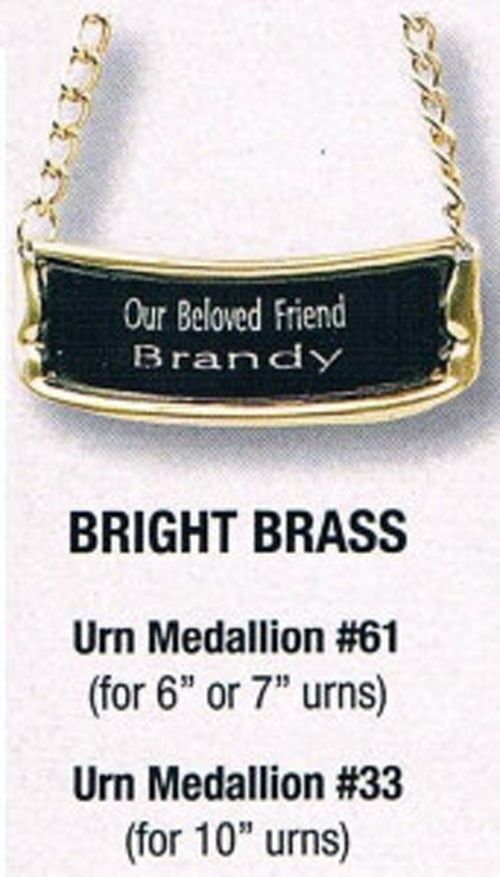 Our Beloved Friend
Brandy
BRIGHT BRASS
Urn Medallion #61
(for 6” or 7” urns)
Urn Medallion #33
(for 10” urns)